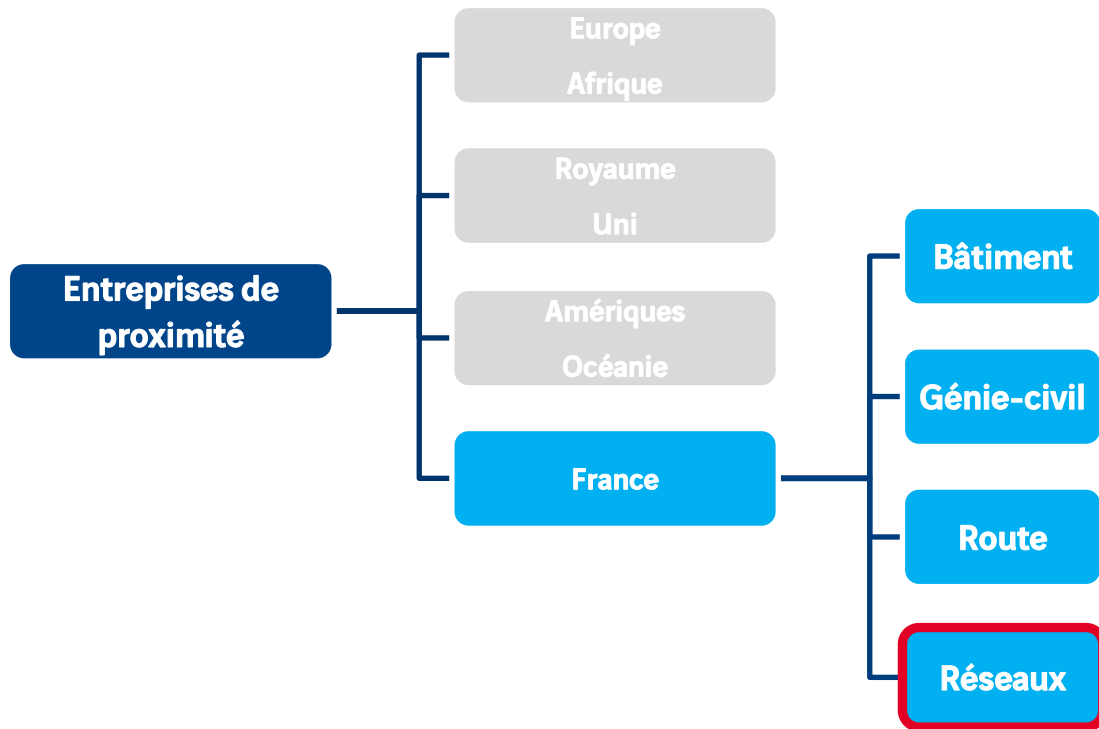 Europe
Afrique
Royaume
Uni
Bâtiment
Entreprises de
proximité
Amériques
Océanie
Génie-civil
France
Route
Réseaux